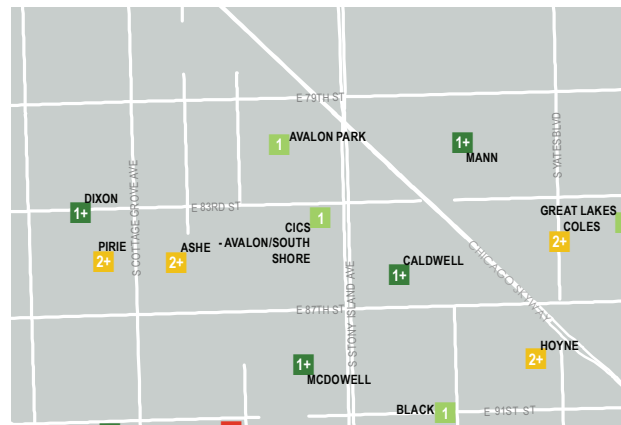 E 79TH ST
1 AVALON PARK
1+
MANN
S YATESBLVD
DIXON
1+
E 83RD ST
S COTTAGE GROVE AVE
1
CICS
- AVALON/SOUTH
SHORE
GREAT LAKES
COLES
2+
PIRIE
2+
ASHE
2+
CALDWELL
1+
CHICAGO SKYWAY
E 87TH ST
S STONY ISLAND AVE
HOYNE
2+
1+
MCDOWELL
BLACK 1
E 91ST ST